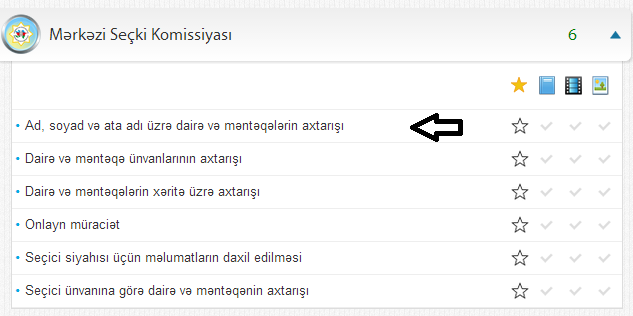 Mərkəzi Seçki Komissiyası 6
Ad, soyad və ata adı üzrə dairə və məntəqələrin axtarışı
Dairə və məntəqə ünvanlarının axtarışı
Dairə və məntəqələrin xəritə üzrə axtarışı
Onlayn müraciət
Seçici siyahısı üçün məlumatların daxil edilməsi
Seçici ünvanına görə dairə və məntəqənin axtarışı